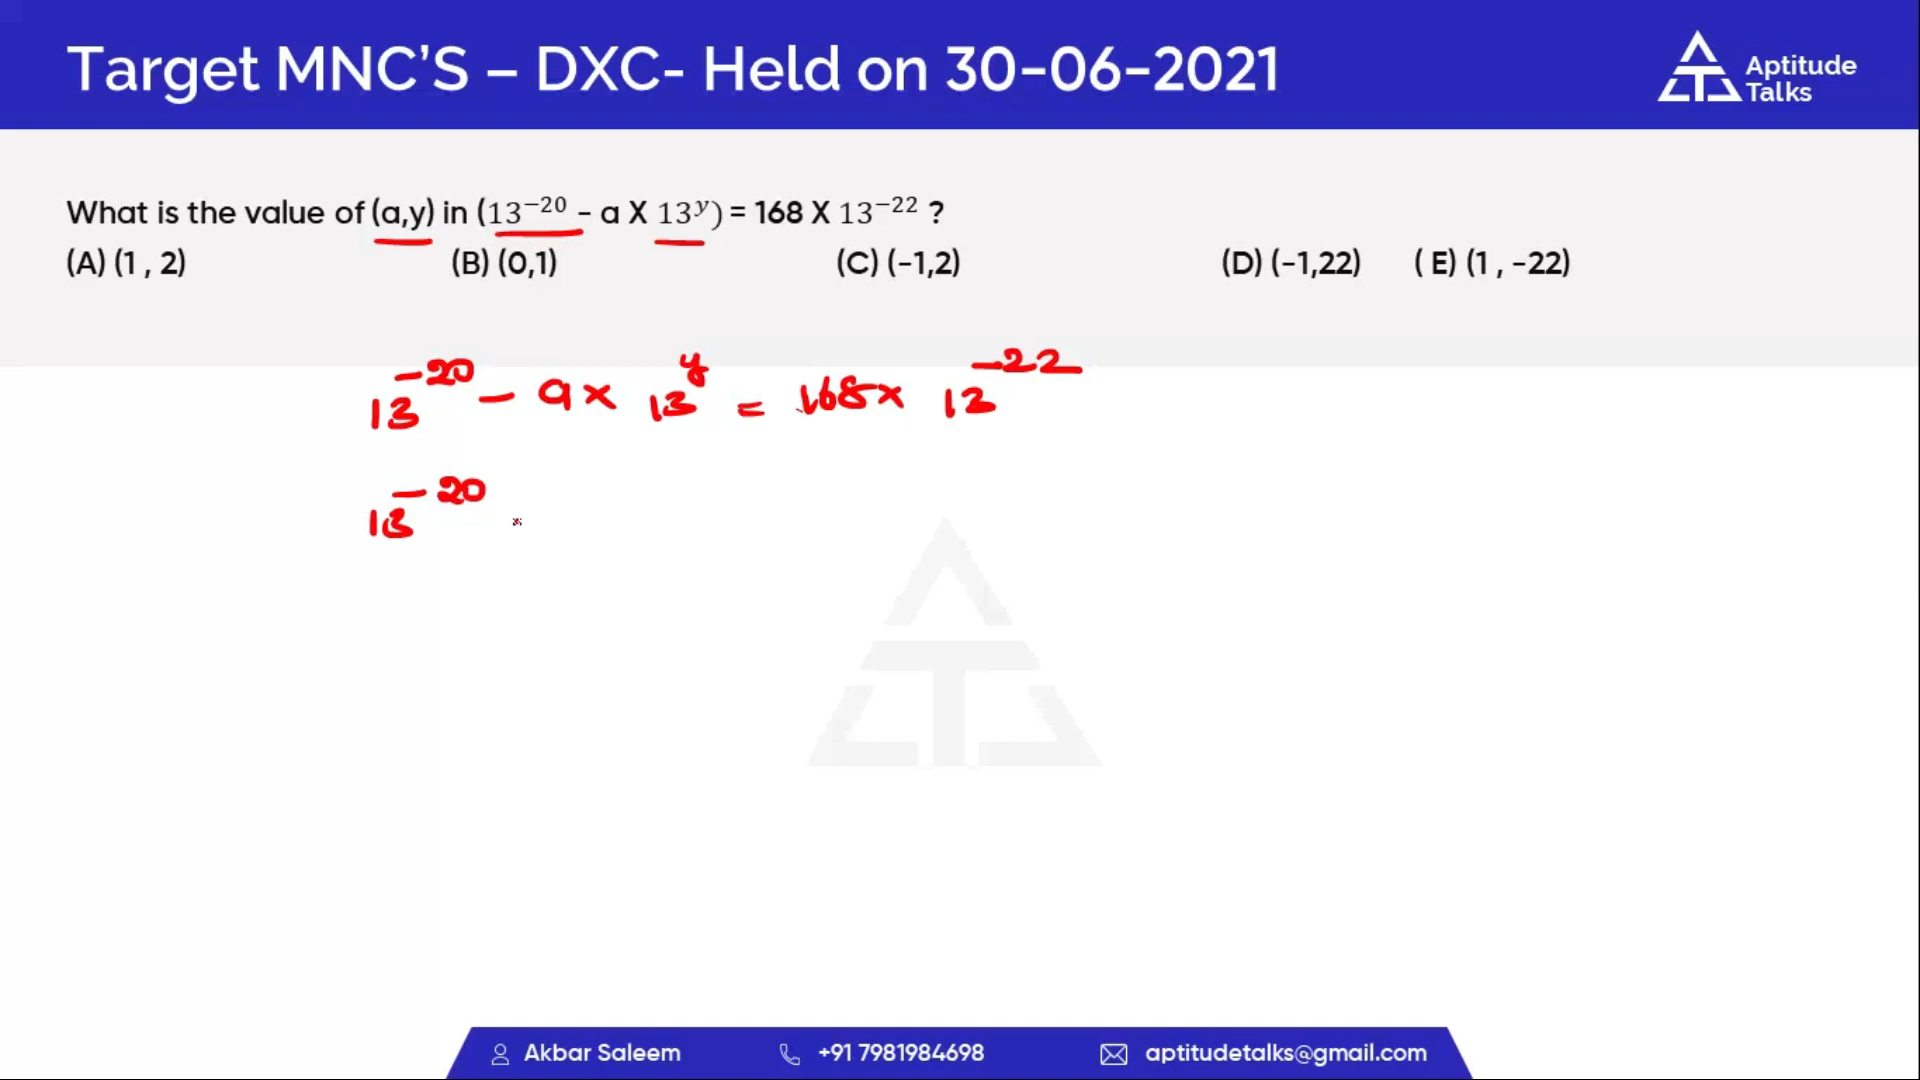 Target MNC’S – DXC- Held on 30-06-2021
Aptitude
Talks
What is the value of (a,y) in (13⁻²⁰ - a X 13ʸ) = 168 X 13⁻²² ?
(A) (1 , 2) (B) (0,1) (C) (-1,2) (D) (-1,22) ( E) (1 , -22)
13⁻²⁰ - a x 13ʸ = 168 x 13⁻²²
13⁻²⁰
Akbar Saleem +91 7981984698 aptitudetalks@gmail.com